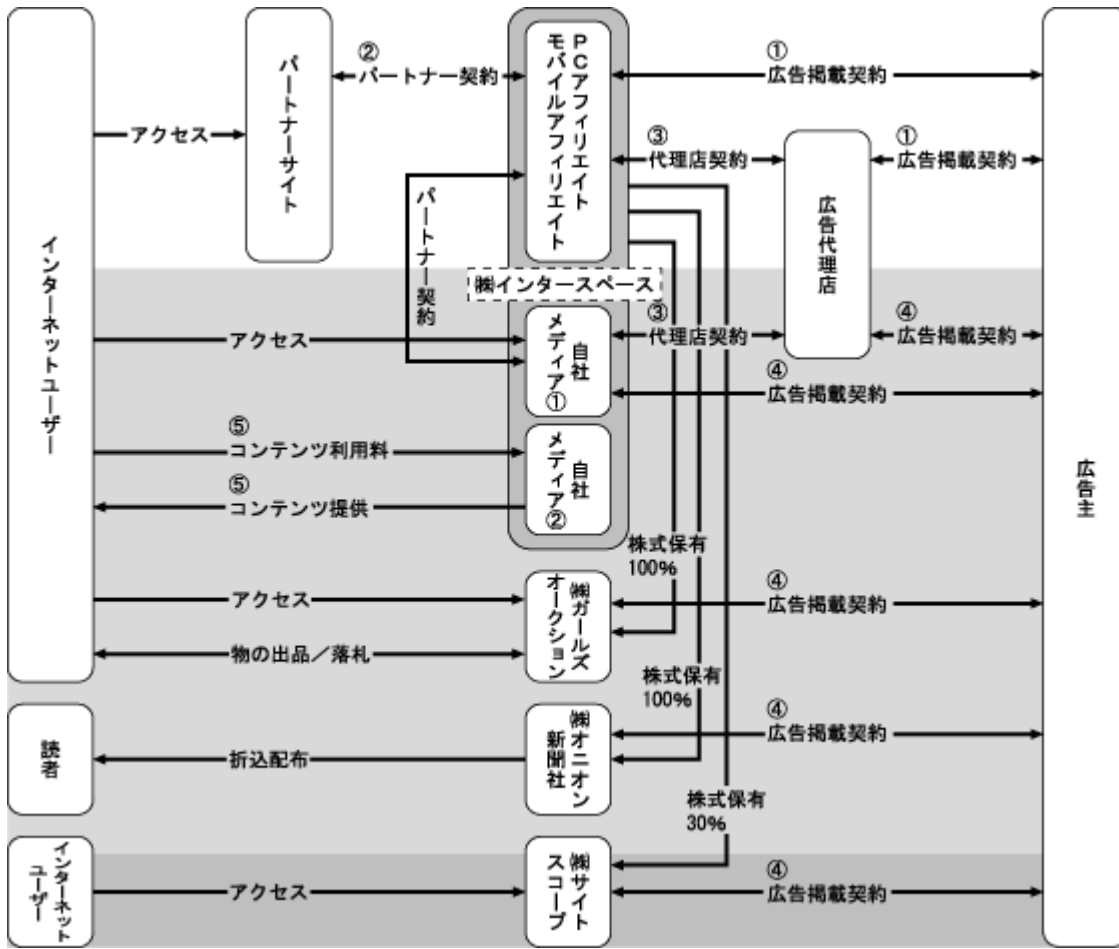 インターネットユーザー
アクセス
パートナーサイト
②
パートナー契約
PCアフィリエイト
モバイルアフィリエイト
①
広告掲載契約
③
代理店契約
①
広告掲載契約
広告代理店
広告主
パートナー契約
㈱インタースペース
アクセス
自社
メディア①
③
代理店契約
④
広告掲載契約
④
広告掲載契約
⑤
コンテンツ利用料
⑤
コンテンツ提供
自社
メディア②
株式保有
100%
アクセス
物の出品/落札
㈱ガールズ
オークション
④
広告掲載契約
株式保有
100%
読者
折込配布
㈱オニオン
新聞社
④
広告掲載契約
株式保有
30%
インターネット
ユーザー
アクセス
㈱サイト
スコープ
④
広告掲載契約